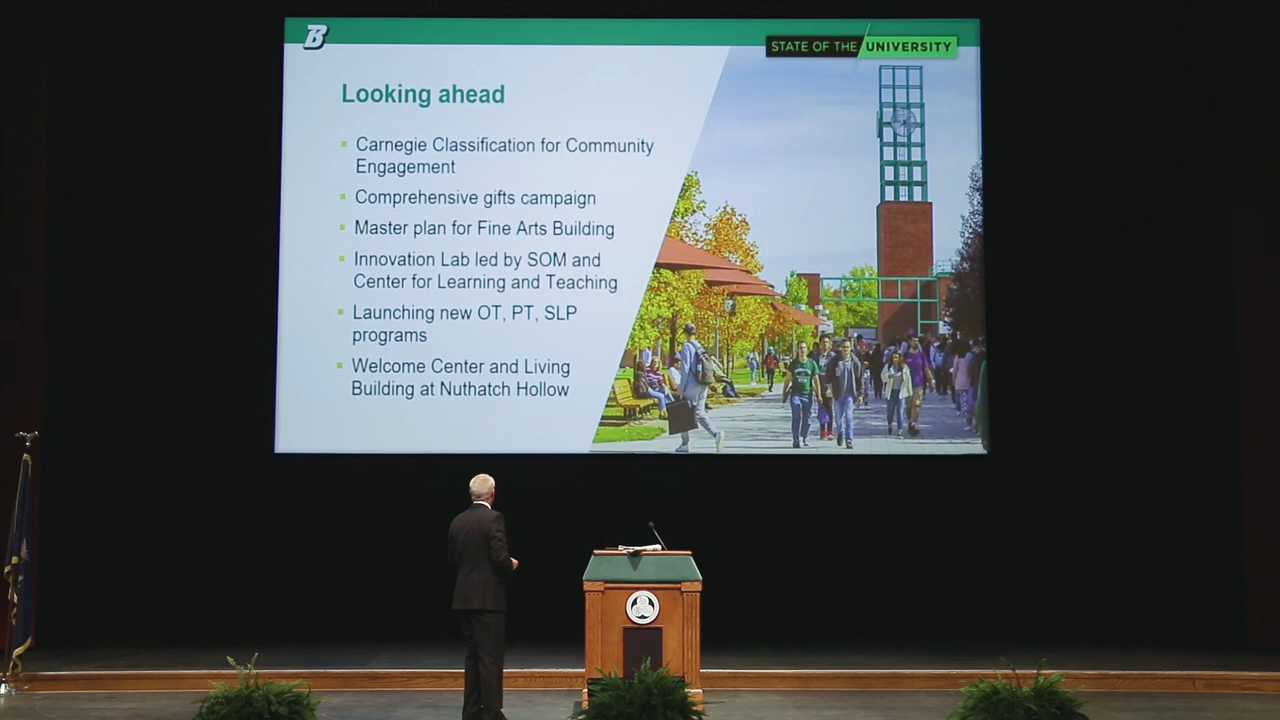 B
STATE OF THE UNIVERSITY
Looking ahead
Carnegie Classification for Community
Engagement
Comprehensive gifts campaign
Master plan for Fine Arts Building
Innovation Lab led by SOM and
Center for Learning and Teaching
Launching new OT, PT, SLP
programs
Welcome Center and Living
Building at Nuthatch Hollow